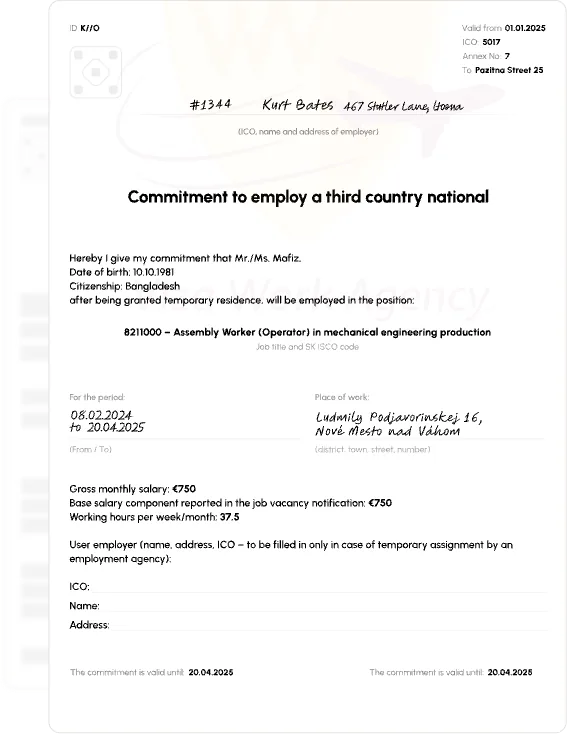 ID K//O
Valid from 01.01.2025
ICO: 5017
Annex No: 7
To Pazitna Street 25
#1344 Kurt Bates 467 Statler Lane,
(ICO, name and address of employer)
Commitment to employ a third country national
Hereby I give my commitment that Mr./Ms. Mafiz.
Date of birth: 10.10.1981
Citizenship: Bangladesh
after being granted temporary residence, will be employed in the position:
Work Agency
8211000 – Assembly Worker (Operator) in mechanical engineering production
Job title and SK ISCO code
For the period:
08.02.2024
to 20.04.2025
(From / To)
Place of work:
Ludmily Podjavorinskej 16,
Nové Mesto nad Váhom
(district, town, street, number)
Gross monthly salary: €750
Base salary component reported in the job vacancy notification: €750
Working hours per week/month: 37.5
User employer (name, address, ICO – to be filled in only in case of temporary assignment by an
employment agency):
ICO:
Name:
Address:
The commitment is valid until: 20.04.2025
The commitment is valid until: 20.04.2025